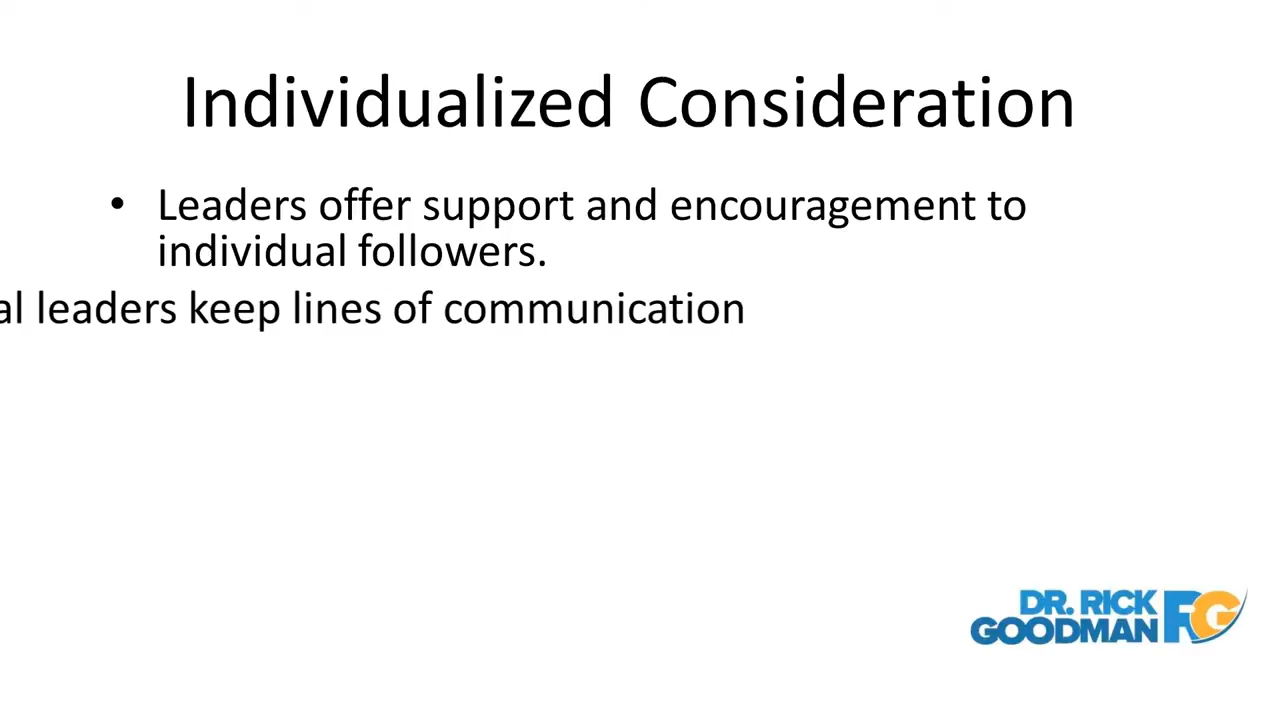 Individualized Consideration
• Leaders offer support and encouragement to
individual followers.
al leaders keep lines of communication
DR. RICK
GOODMAN RG